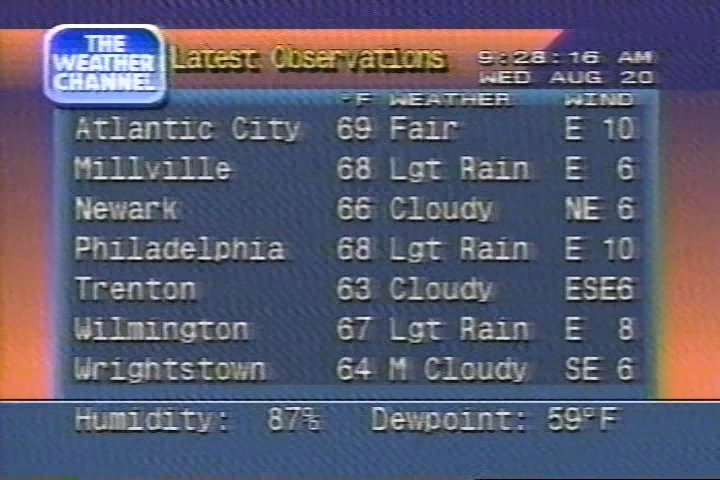 THE
WEATHER
CHANNEL
Latest Observations
9:28:16 AM
WED AUG 20
°F WEATHER WIND
Atlantic City 69 Fair E 10
Millville 68 Lgt Rain E 6
Newark 66 Cloudy NE 6
Philadelphia 68 Lgt Rain E 10
Trenton 63 Cloudy ESE6
Wilmington 67 Lgt Rain E 8
Wrightstown 64 M Cloudy SE 6
Humidity: 87% Dewpoint: 59°F